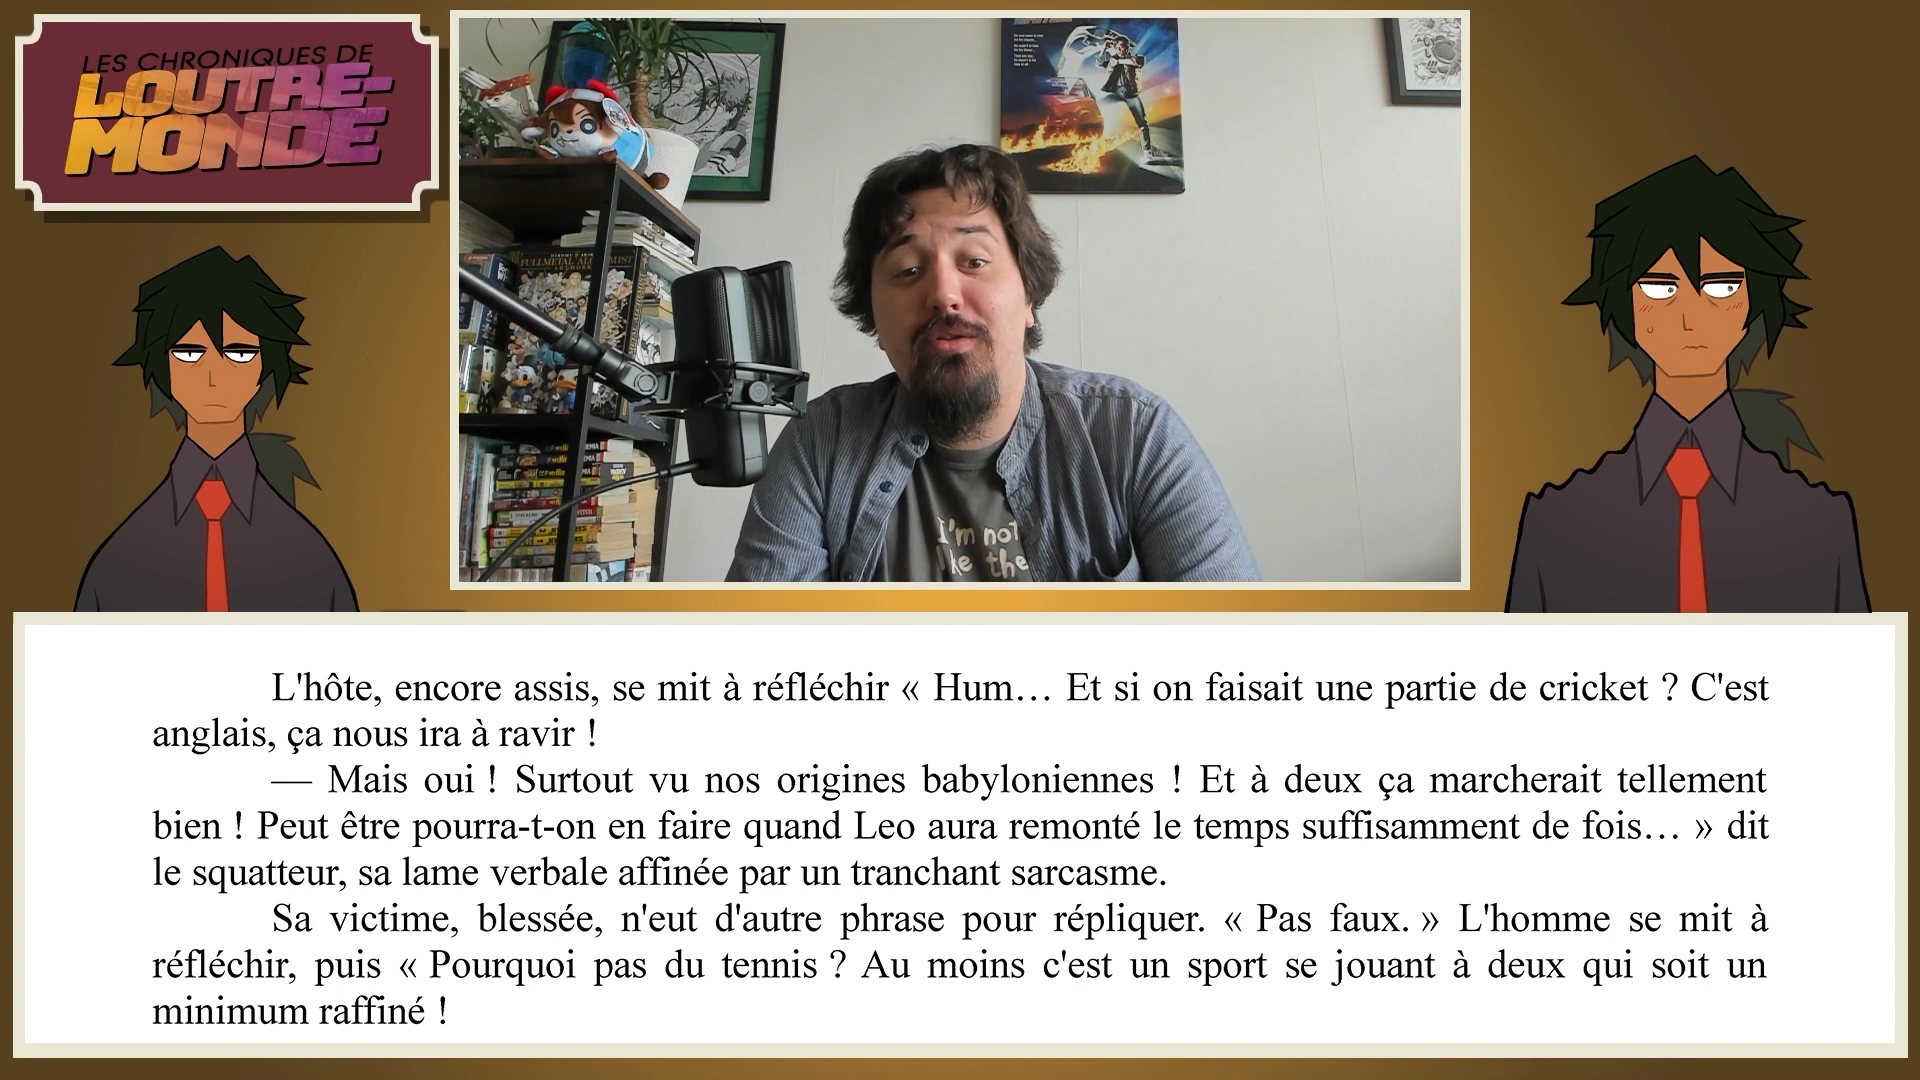 LES CHRONIQUES DE
LOUTRE-
MONDE
FULLMETAL ALCHEMIST
I'm not
like the
L'hôte, encore assis, se mit à réfléchir « Hum… Et si on faisait une partie de cricket ? C'est
anglais, ça nous ira à ravir !
— Mais oui ! Surtout vu nos origines babyloniennes ! Et à deux ça marcherait tellement
bien ! Peut être pourra-t-on en faire quand Leo aura remonté le temps suffisamment de fois… » dit
le squatteur, sa lame verbale affinée par un tranchant sarcasme.
Sa victime, blessée, n'eut d'autre phrase pour répliquer. « Pas faux. » L'homme se mit à
réfléchir, puis « Pourquoi pas du tennis ? Au moins c'est un sport se jouant à deux qui soit un
minimum raffiné !